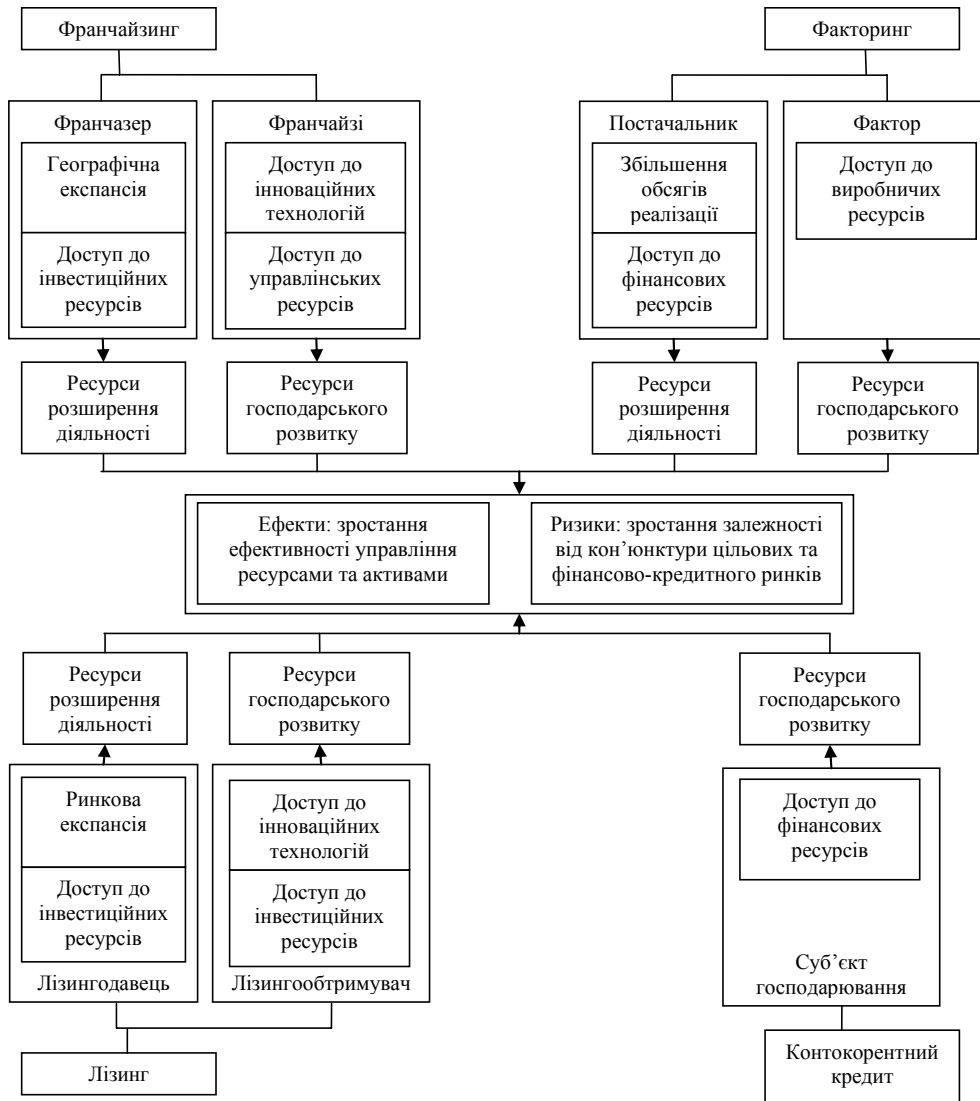 Франчайзинг
Факторинг
Франчазер
Географічна
експансія
Доступ до
інвестиційних
ресурсів
Франчайзі
Доступ до
інноваційних
технологій
Доступ до
управлінських
ресурсів
Постачальник
Збільшення
обсягів
реалізації
Доступ до
фінансових
ресурсів
Фактор
Доступ до
виробничих
ресурсів
Ресурси
розширення
діяльності
Ресурси
господарського
розвитку
Ресурси
розширення
діяльності
Ресурси
господарського
розвитку
Ефекти: зростання
ефективності управління
ресурсами та активами
Ризики: зростання залежності
від кон’юнктури цільових та
фінансово-кредитного ринків
Ресурси
розширення
діяльності
Ресурси
господарського
розвитку
Ресурси
господарського
розвитку
Ринкова
експансія
Доступ до
інвестиційних
ресурсів
Лізингодавець
Доступ до
інноваційних
технологій
Доступ до
інвестиційних
ресурсів
Лізингообтримувач
Доступ до
фінансових
ресурсів
Суб’єкт
господарювання
Лізинг
Контокорентний
кредит